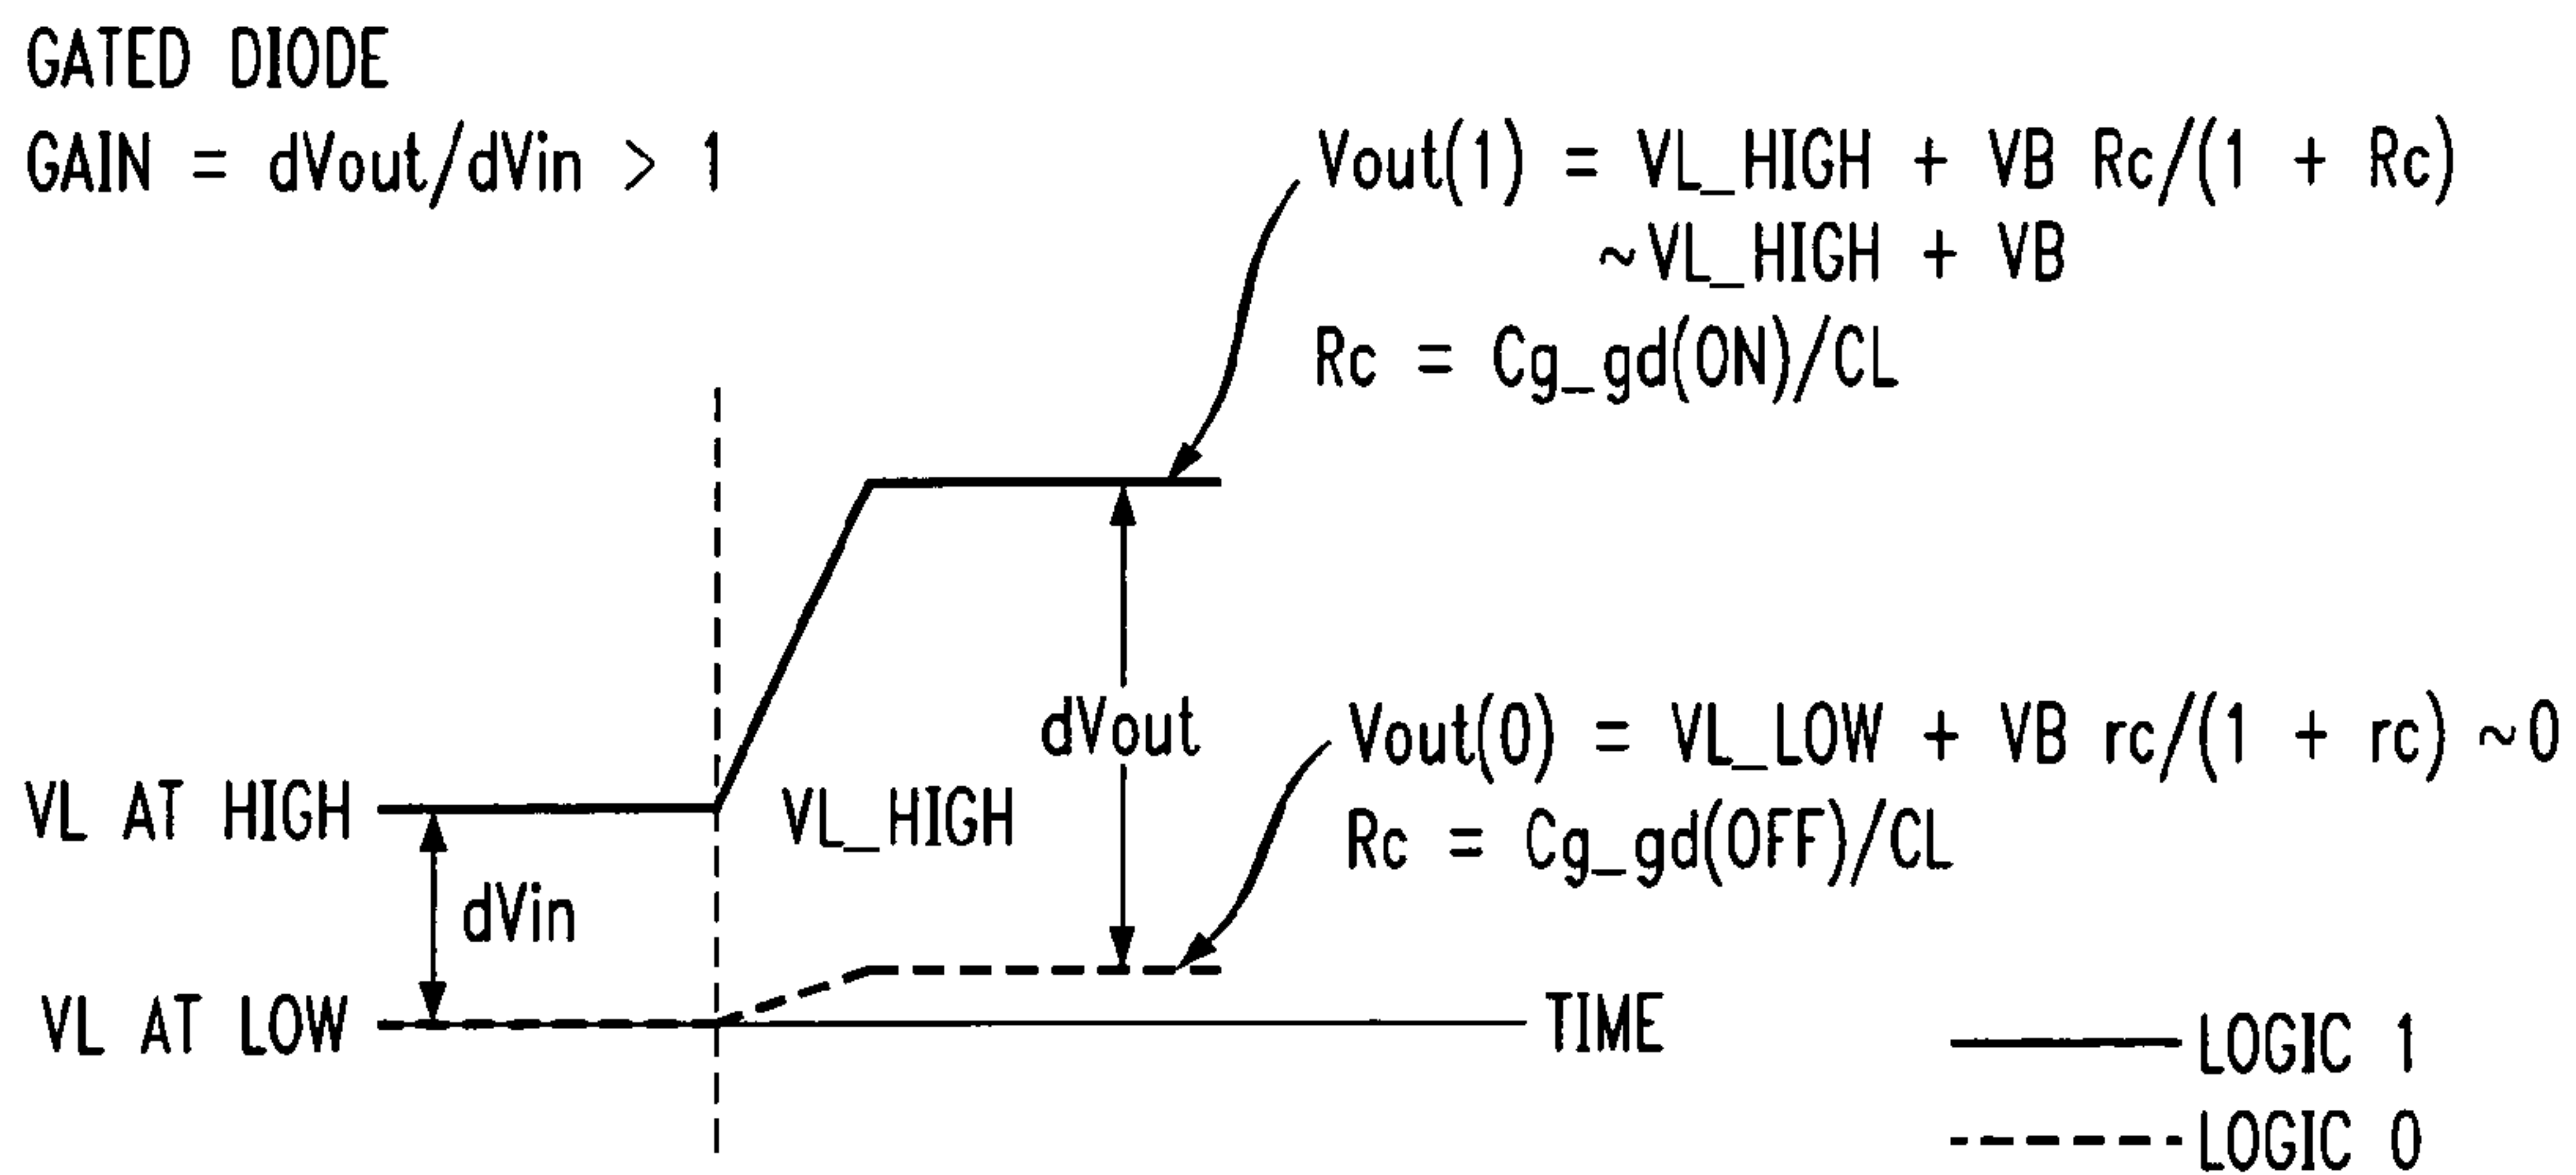 GATED DIODE
GAIN = dVout/dVin > 1
Vout(1) = VL_HIGH + VB Rc/(1 + Rc)
~VL_HIGH + VB
Rc = Cg_gd(ON)/CL
dVout
Vout(0) = VL_LOW + VB rc/(1 + rc) ~0
Rc = Cg_gd(OFF)/CL
VL AT HIGH
VL_HIGH
dVin
VL AT LOW
TIME
LOGIC 1
LOGIC 0